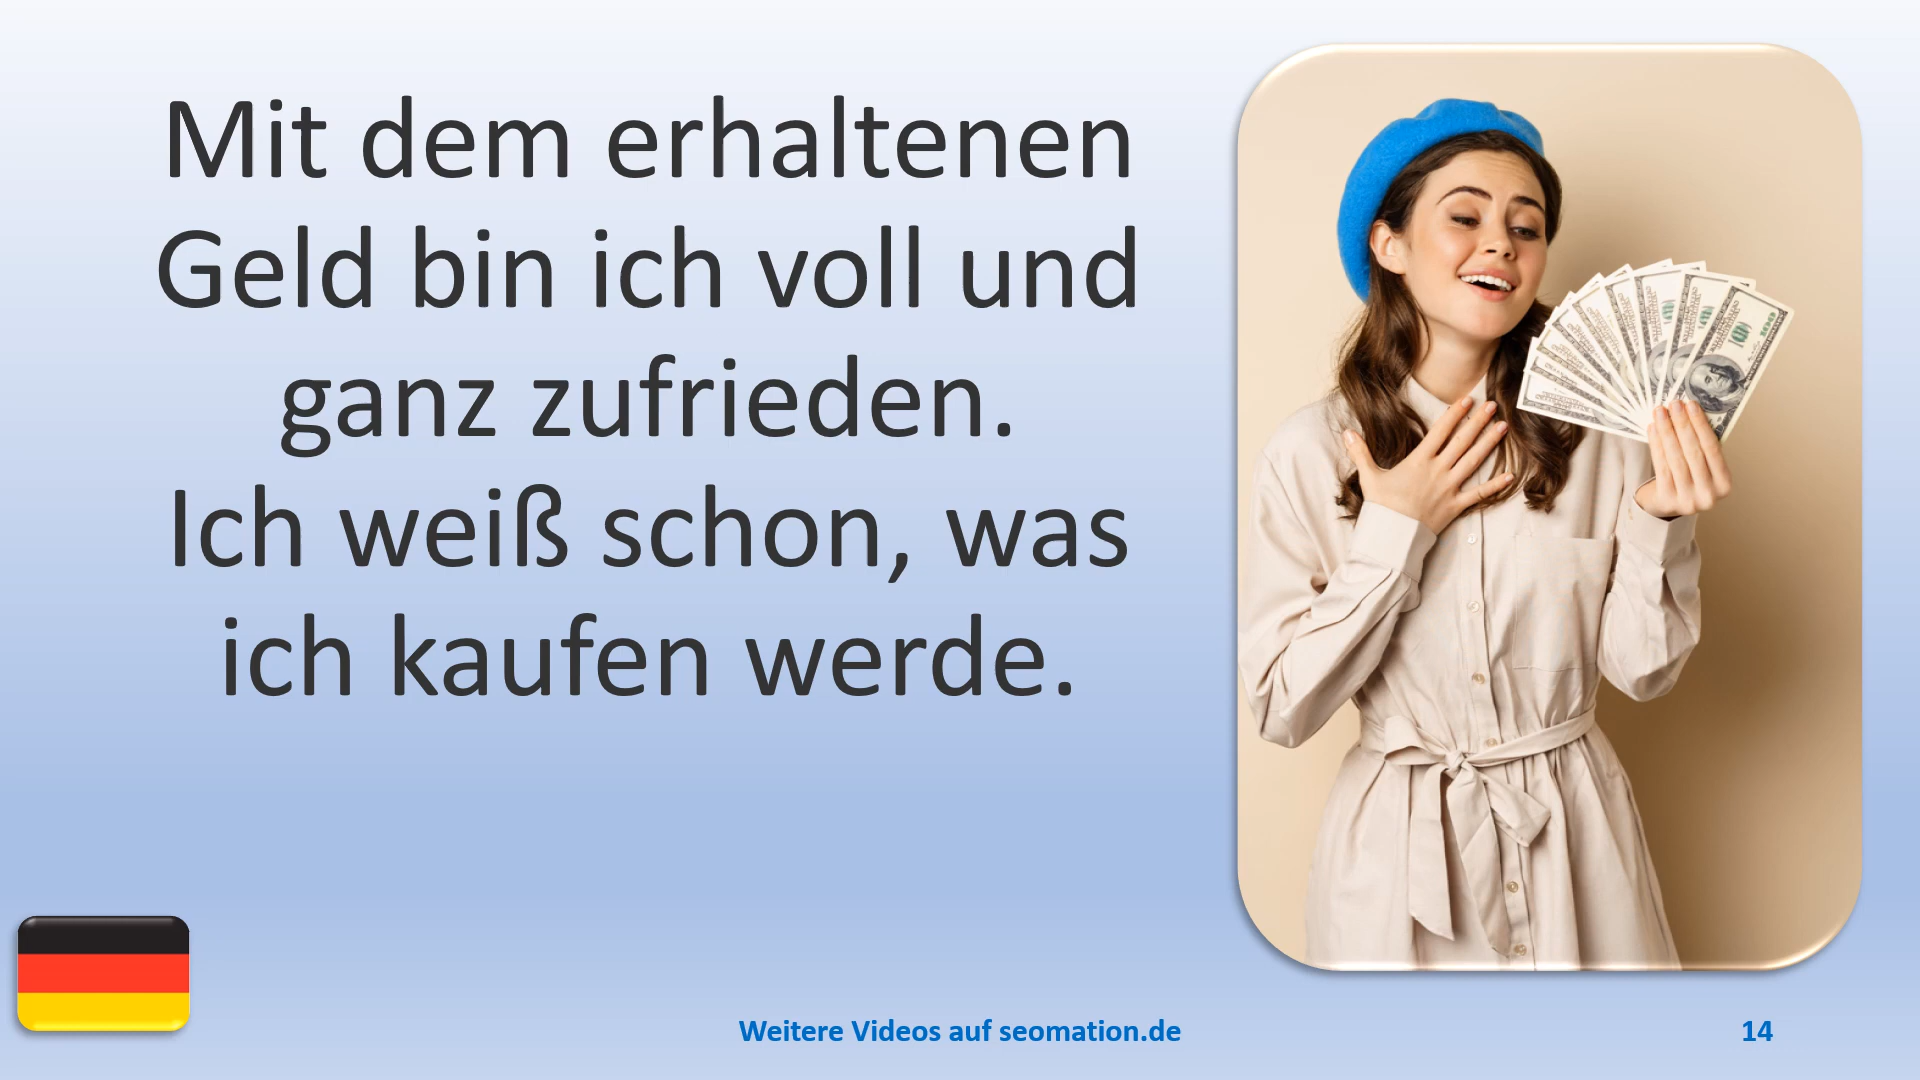 Mit dem erhaltenen
Geld bin ich voll und
ganz zufrieden.
Ich weiß schon, was
ich kaufen werde.
Weitere Videos auf seomation.de
14